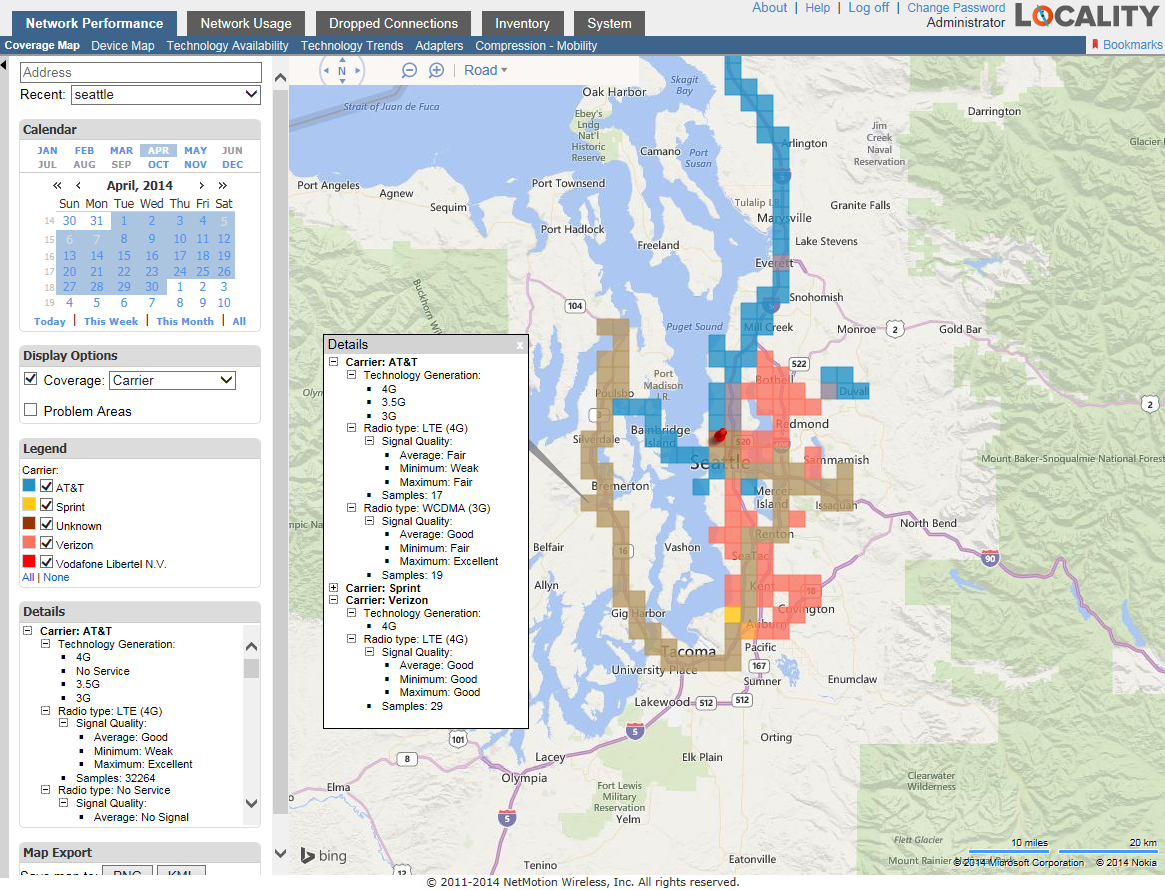 Network Performance
Network Usage
Dropped Connections
Inventory
System
About | Help | Log off | Change Password
Administrator
LOCALITY
Coverage Map Device Map Technology Availability Technology Trends Adapters Compression - Mobility
Bookmarks
Address
Recent: seattle
Calendar
JAN FEB MAR APR MAY JUN
JUL AUG SEP OCT NOV DEC
« ‹ April, 2014 › »
Sun Mon Tue Wed Thu Fri Sat
14 30 31 1 2 3 4 5
15 6 7 8 9 10 11 12
16 13 14 15 16 17 18 19
17 20 21 22 23 24 25 26
18 27 28 29 30 1 2 3
19 4 5 6 7 8 9 10
Today | This Week | This Month | All
Display Options
Coverage: Carrier
Problem Areas
Legend
Carrier:
AT&T
Sprint
Unknown
Verizon
Vodafone Libertel N.V.
All | None
Details
Carrier: AT&T
Technology Generation:
4G
No Service
3.5G
3G
Radio type: LTE (4G)
Signal Quality:
Average: Good
Minimum: Weak
Maximum: Excellent
Samples: 32264
Radio type: No Service
Signal Quality:
Average: No Signal
Map Export
N
Road
Details x
Carrier: AT&T
Technology Generation:
4G
3.5G
3G
Radio type: LTE (4G)
Signal Quality:
Average: Fair
Minimum: Weak
Maximum: Fair
Samples: 17
Radio type: WCDMA (3G)
Signal Quality:
Average: Good
Minimum: Fair
Maximum: Excellent
Samples: 19
Carrier: Sprint
Carrier: Verizon
Technology Generation:
4G
Radio type: LTE (4G)
Signal Quality:
Average: Good
Minimum: Good
Maximum: Good
Samples: 29
Skagit
Bay
Oak Harbor
Strait of Juan de Fuca
Darrington
Ebey's
Lndg
Nat'l
Historic
Reserve
Jim
Creek
Naval
Reservation
Glacier
Arlington
Camano
Port
Susan
Port Angeles
Agnew
Port Townsend
Sequim
Tulalip I.R.
Granite Falls
Marysville
Port Hadlock
Freeland
Lake Stevens
Everett
5
Buckhorn
104
Snohomish
5
Puget Sound
Mill Creek
Monroe
2
Gold Bar
522
Bothell
Port
Madison
I.R.
Poulsbo
Duvall
2
3
Bainbridge
Island
Redmond
Silverdale
520
Seattle
Sammamish
Mount Baker-Snoqualmie National Forest
Bremerton
Mercer
Island
Issaquah
North Bend
Renton
Belfair
16
Vashon
SeaTac
90
Allyn
Kent
18
Gig Harbor
Covington
Auburn
Tacoma
Pacific
University Place
167
Sumner
Enumclaw
Lakewood
512
512
5
101
Orting
8
Lacey
Elk Plain
Olympia
Elma
Fort Lewis
Military
Reservation
Clearwater
Wilderness
5
Yelm
Flett Glacier
10 miles 20 km
bing
Eatonville
Mount Rainier
Tenino
12
© 2014 Microsoft Corporation © 2014 Nokia
© 2011-2014 NetMotion Wireless, Inc. All rights reserved.